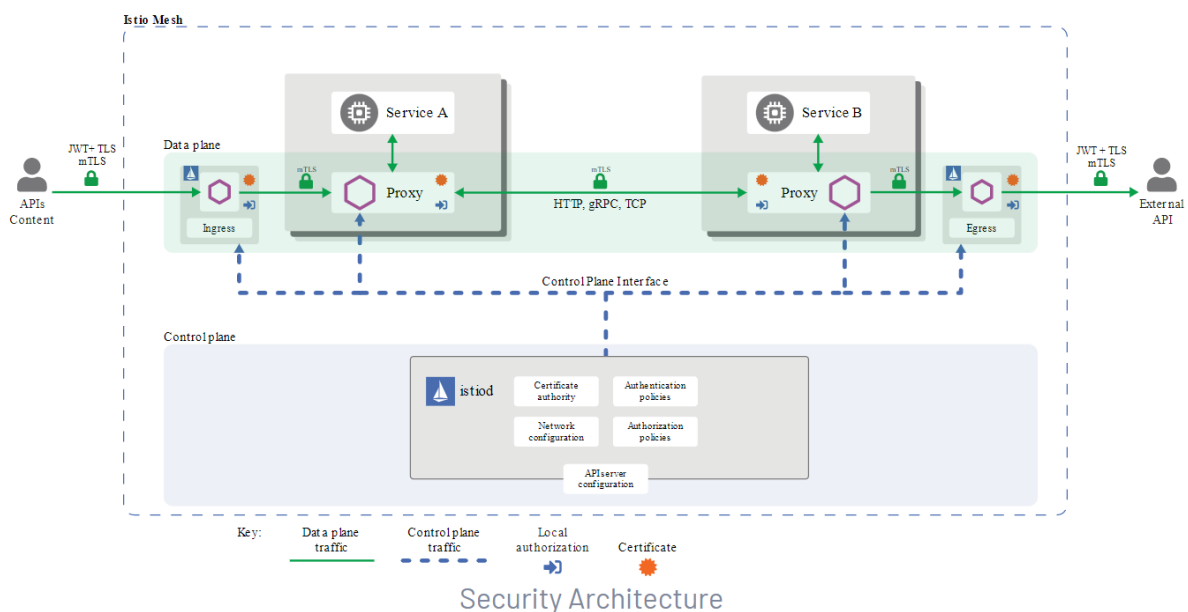 Istio Mesh
Service A
Service B
Data plane
JWT+ TLS
mTLS
mTLS
mTLS
mTLS
JWT + TLS
mTLS
Proxy
Proxy
APIs
Content
HTTP, gRPC, TCP
External
API
Ingress
Egress
Control Plane Interface
Control plane
istiod
Certificate
authority
Authentication
policies
Network
configuration
Authorization
policies
API server
configuration
Key:
Data plane
traffic
Control plane
traffic
Local
authorization
Certificate
Security Architecture